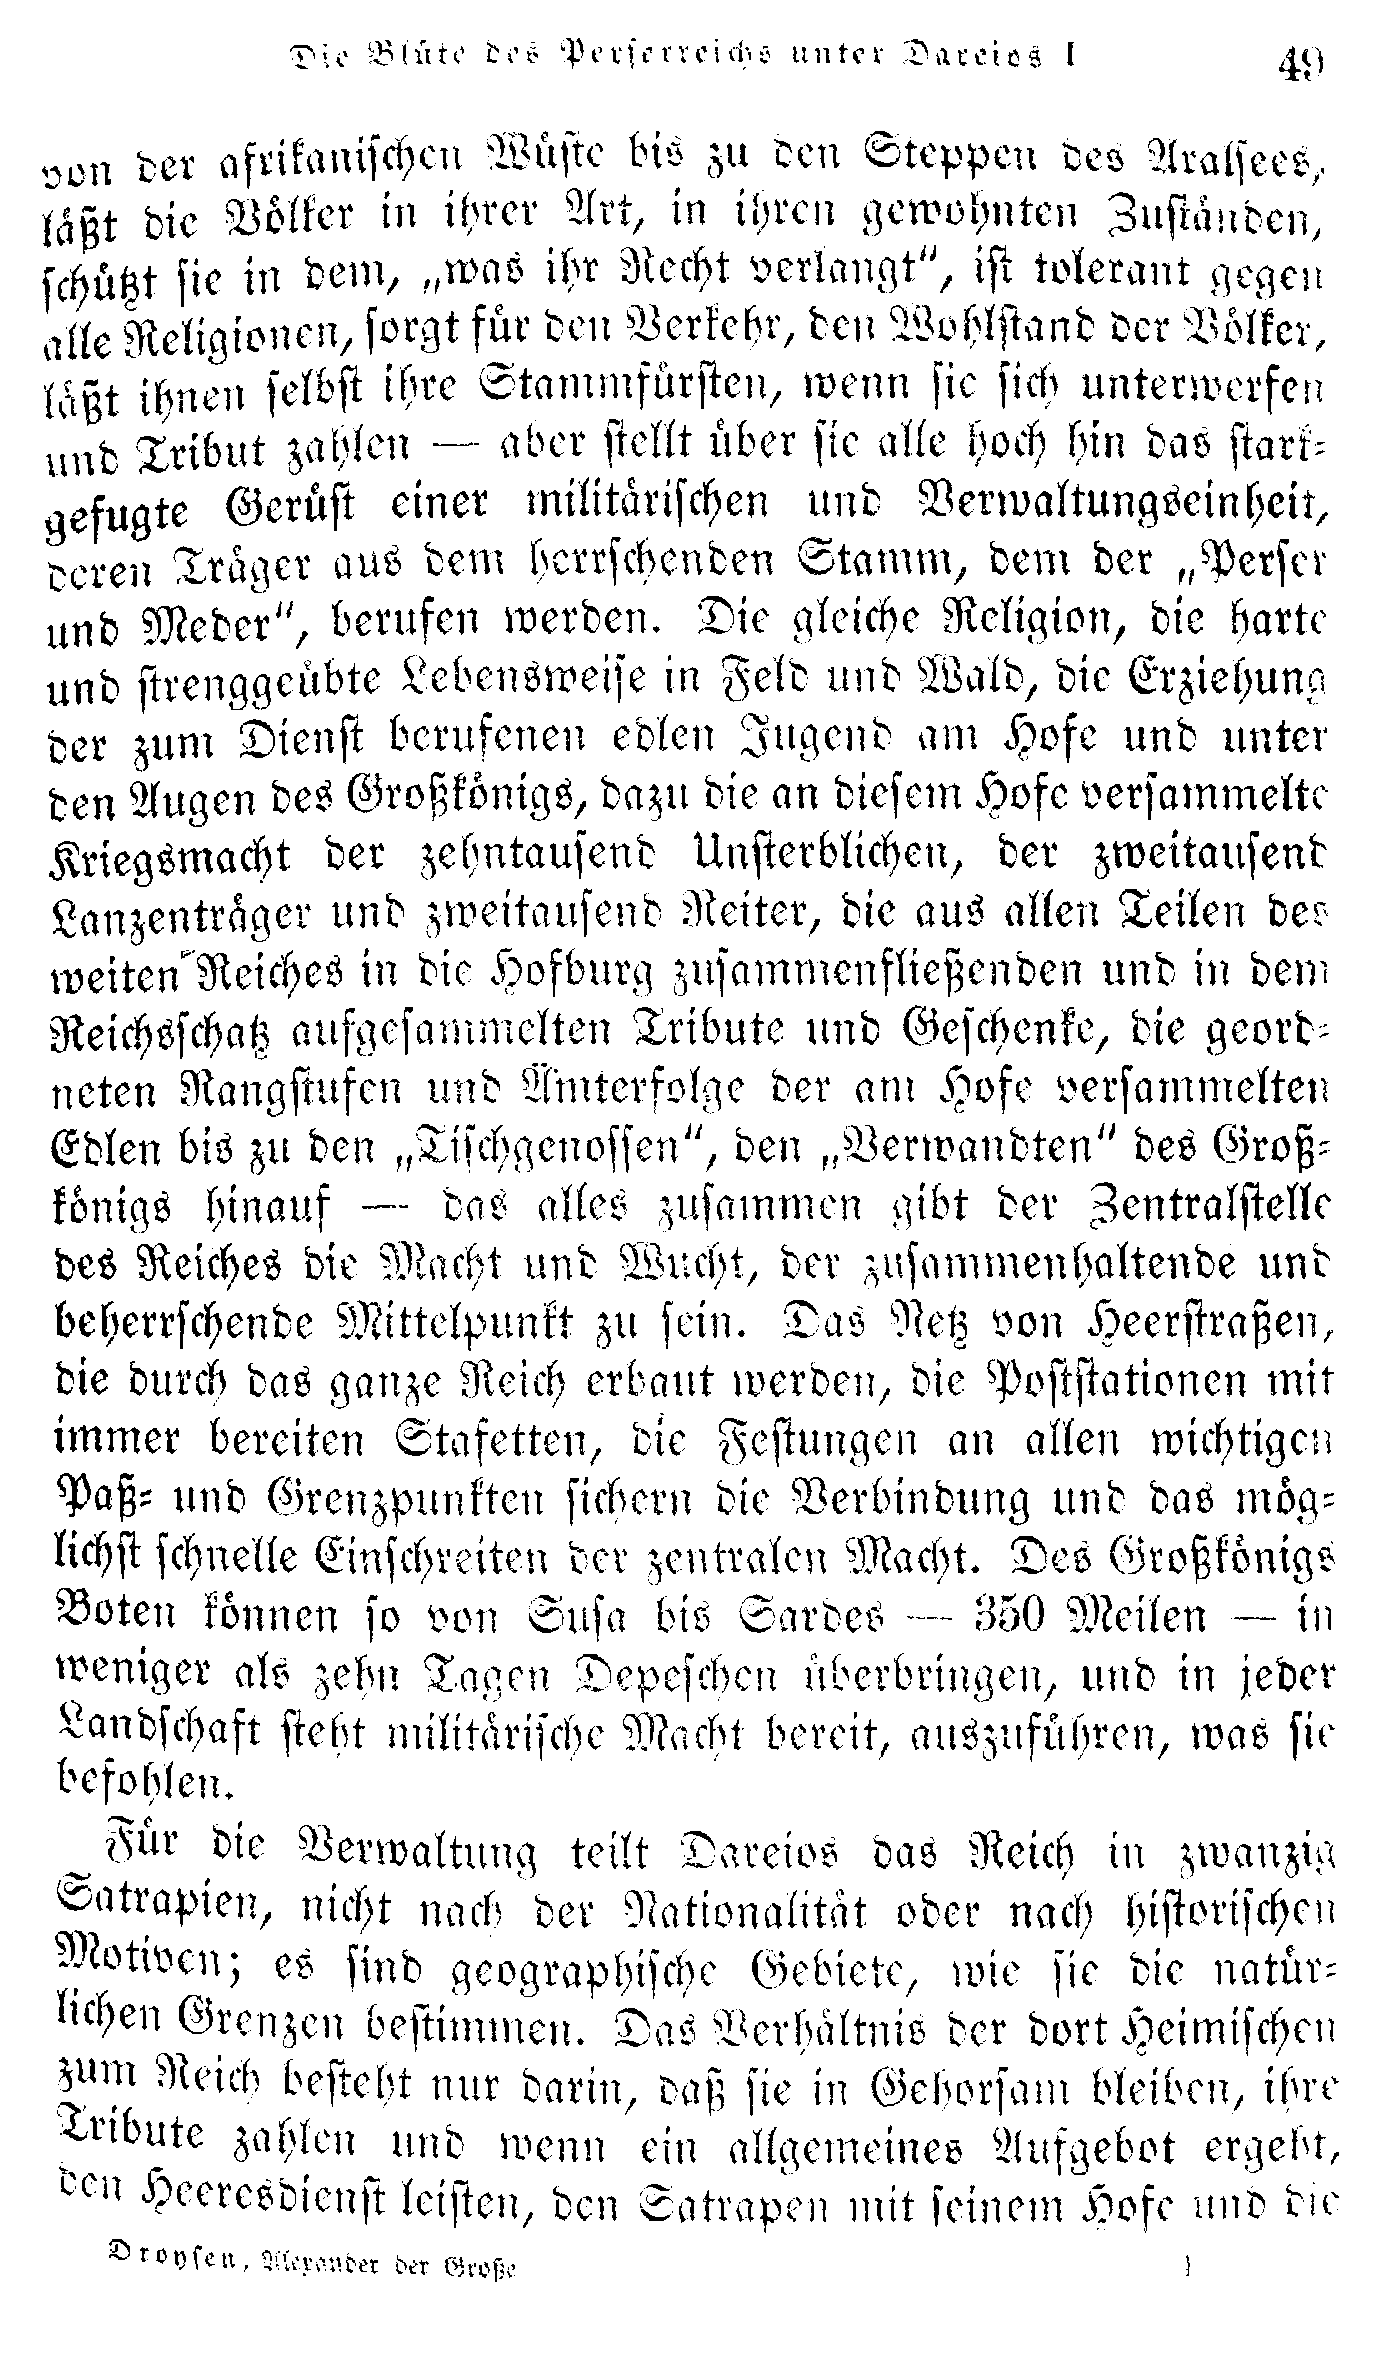 Die Blüte des Perserreichs unter Dareios I 49
von der afrikanischen Wüste bis zu den Steppen des Aralsees,
läßt die Völker in ihrer Art, in ihren gewohnten Zuständen,
schützt sie in dem, „was ihr Recht verlangt“, ist tolerant gegen
alle Religionen, sorgt für den Verkehr, den Wohlstand der Völker,
läßt ihnen selbst ihre Stammfürsten, wenn sie sich unterwerfen
und Tribut zahlen — aber stellt über sie alle hoch hin das stark-
gefugte Gerüst einer militärischen und Verwaltungseinheit,
deren Träger aus dem herrschenden Stamm, dem der „Perser
und Meder“, berufen werden. Die gleiche Religion, die harte
und strenggeübte Lebensweise in Feld und Wald, die Erziehung
der zum Dienst berufenen edlen Jugend am Hofe und unter
den Augen des Großkönigs, dazu die an diesem Hofe versammelte
Kriegsmacht der zehntausend Unsterblichen, der zweitausend
Lanzenträger und zweitausend Reiter, die aus allen Teilen des
weiten Reiches in die Hofburg zusammenfließenden und in dem
Reichsschatz aufgesammelten Tribute und Geschenke, die geord-
neten Rangstufen und Ämterfolge der am Hofe versammelten
Edlen bis zu den „Tischgenossen“, den „Verwandten“ des Groß-
königs hinauf — das alles zusammen gibt der Zentralstelle
des Reiches die Macht und Wucht, der zusammenhaltende und
beherrschende Mittelpunkt zu sein. Das Netz von Heerstraßen,
die durch das ganze Reich erbaut werden, die Poststationen mit
immer bereiten Stafetten, die Festungen an allen wichtigen
Paß- und Grenzpunkten sichern die Verbindung und das mög-
lichst schnelle Einschreiten der zentralen Macht. Des Großkönigs
Boten können so von Susa bis Sardes — 350 Meilen — in
weniger als zehn Tagen Depeschen überbringen, und in jeder
Landschaft steht militärische Macht bereit, auszuführen, was sie
befohlen.
Für die Verwaltung teilt Dareios das Reich in zwanzig
Satrapien, nicht nach der Nationalität oder nach historischen
Motiven; es sind geographische Gebiete, wie sie die natür-
lichen Grenzen bestimmen. Das Verhältnis der dort Heimischen
zum Reich besteht nur darin, daß sie in Gehorsam bleiben, ihre
Tribute zahlen und wenn ein allgemeines Aufgebot ergeht,
den Heeresdienst leisten, den Satrapen mit seinem Hofe und die
Droysen, Alexander der Große